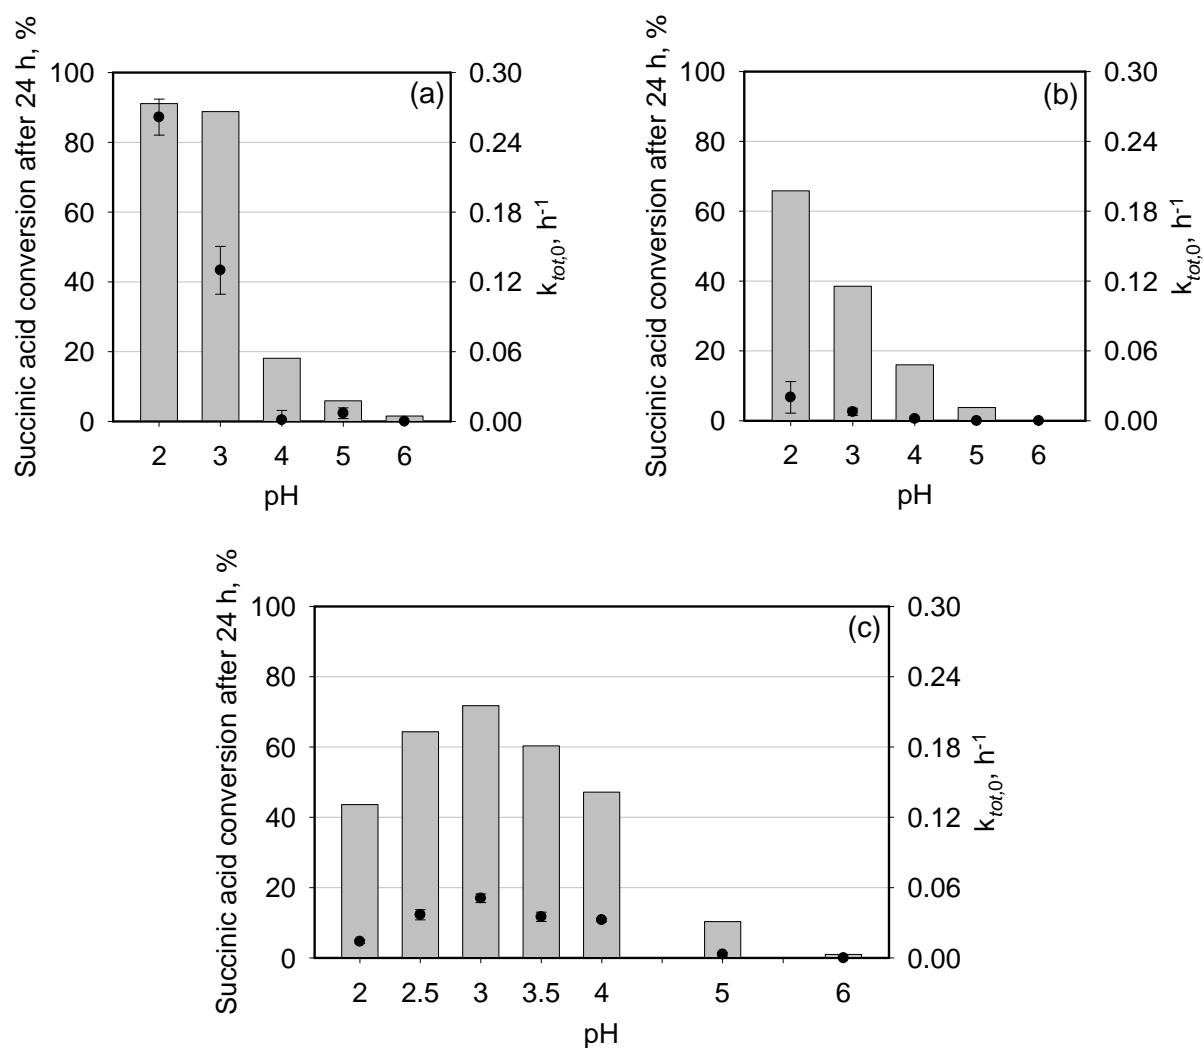 Succinic acid conversion after 24 h, %
100
80
60
40
20
0
(a)
0.30
0.24
0.18
0.12
0.06
0.00
k_tot,0, h^-1
2 3 4 5 6
pH
Succinic acid conversion after 24 h, %
100
80
60
40
20
0
(b)
0.30
0.24
0.18
0.12
0.06
0.00
k_tot,0, h^-1
2 3 4 5 6
pH
Succinic acid conversion after 24 h, %
100
80
60
40
20
0
(c)
0.30
0.24
0.18
0.12
0.06
0.00
k_tot,0, h^-1
2 2.5 3 3.5 4 5 6
pH